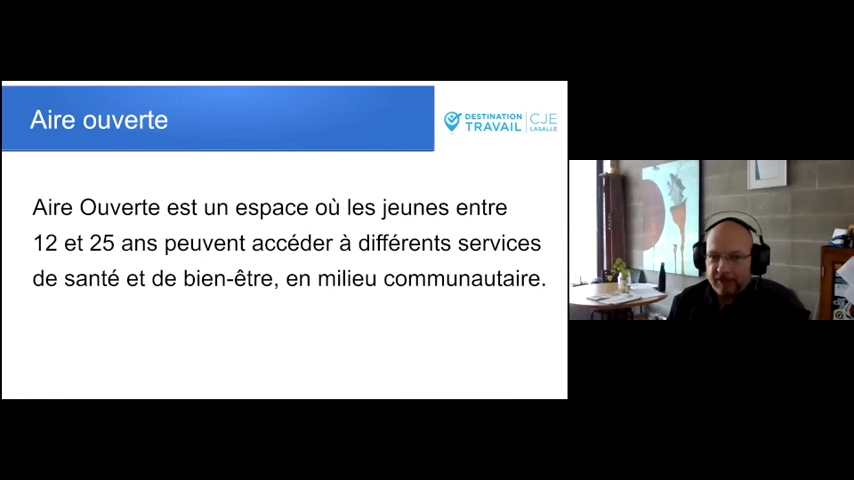 Aire ouverte
DESTINATION
TRAVAIL
CJE
LASALLE
Aire Ouverte est un espace où les jeunes entre
12 et 25 ans peuvent accéder à différents services
de santé et de bien-être, en milieu communautaire.